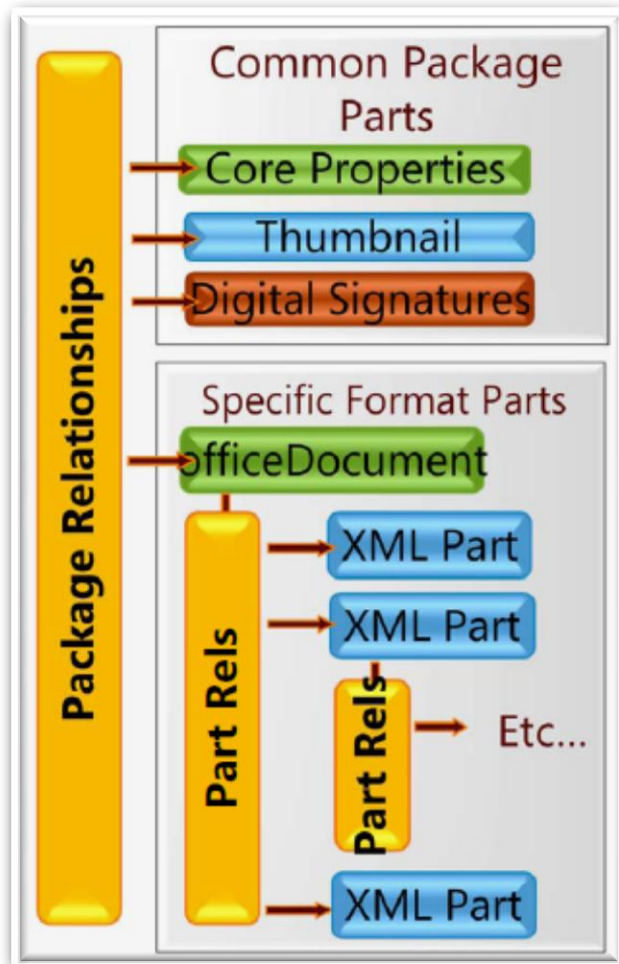 Package Relationships
Common Package
Parts
Core Properties
Thumbnail
Digital Signatures
Specific Format Parts
officeDocument
Part Rels
XML Part
XML Part
Part Rels
Etc...
XML Part